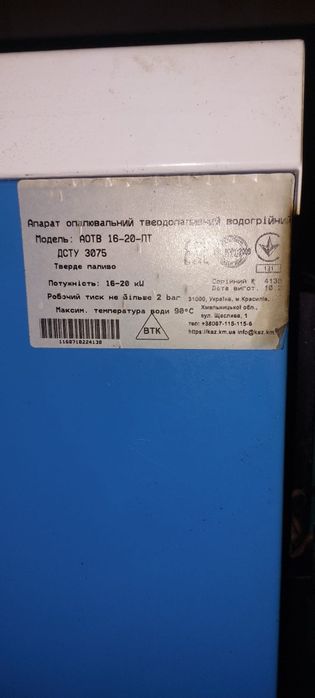 Апарат опалювальний твердопаливний водогрійний
Модель: АОТВ 16-20-ПТ
ДСТУ 3075
Тверде паливо
Потужність: 16-20 kW
Робочий тиск не більше 2 bar
Максим. температура води 90°C
131
Серійний №
Дата вигот.
31000, Україна, м Красилів,
Хмельницької обл.,
вул. Щеслива, 1
тел: +38067-115-115-6
https://kaz.km.ua info@kaz.km.
ВТК
1168710224138